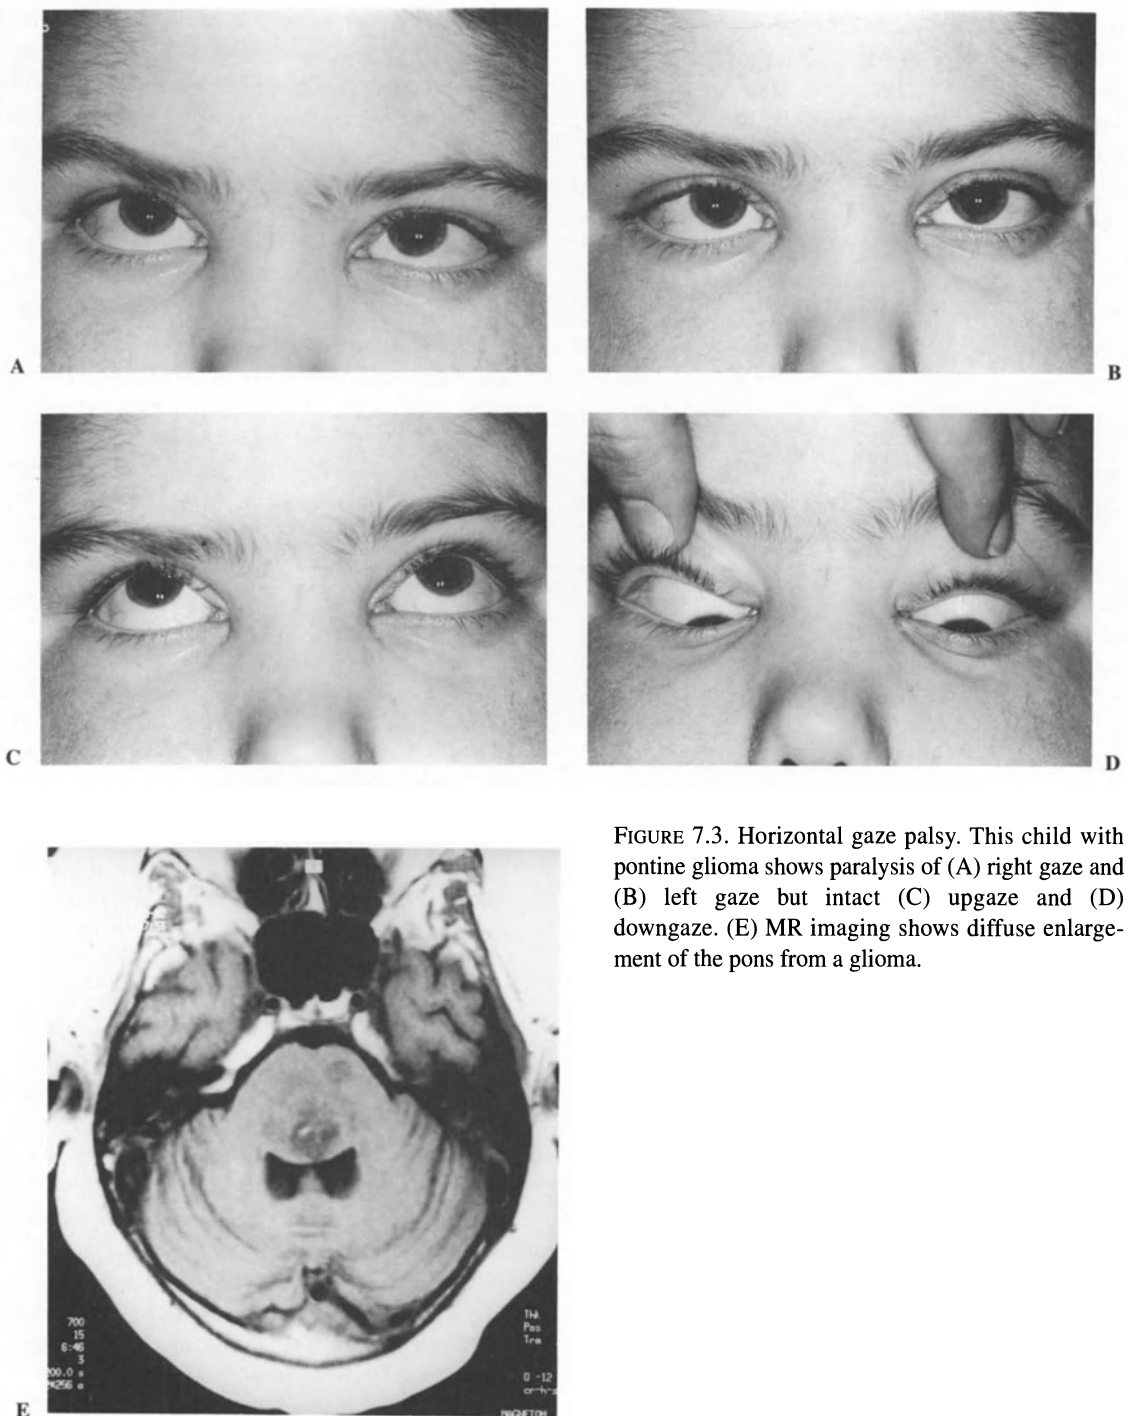 A
B
C
D
FIGURE 7.3. Horizontal gaze palsy. This child with
pontine glioma shows paralysis of (A) right gaze and
(B) left gaze but intact (C) upgaze and (D)
downgaze. (E) MR imaging shows diffuse enlarge-
ment of the pons from a glioma.
700
15
6:46
3
Pos
Tra
E